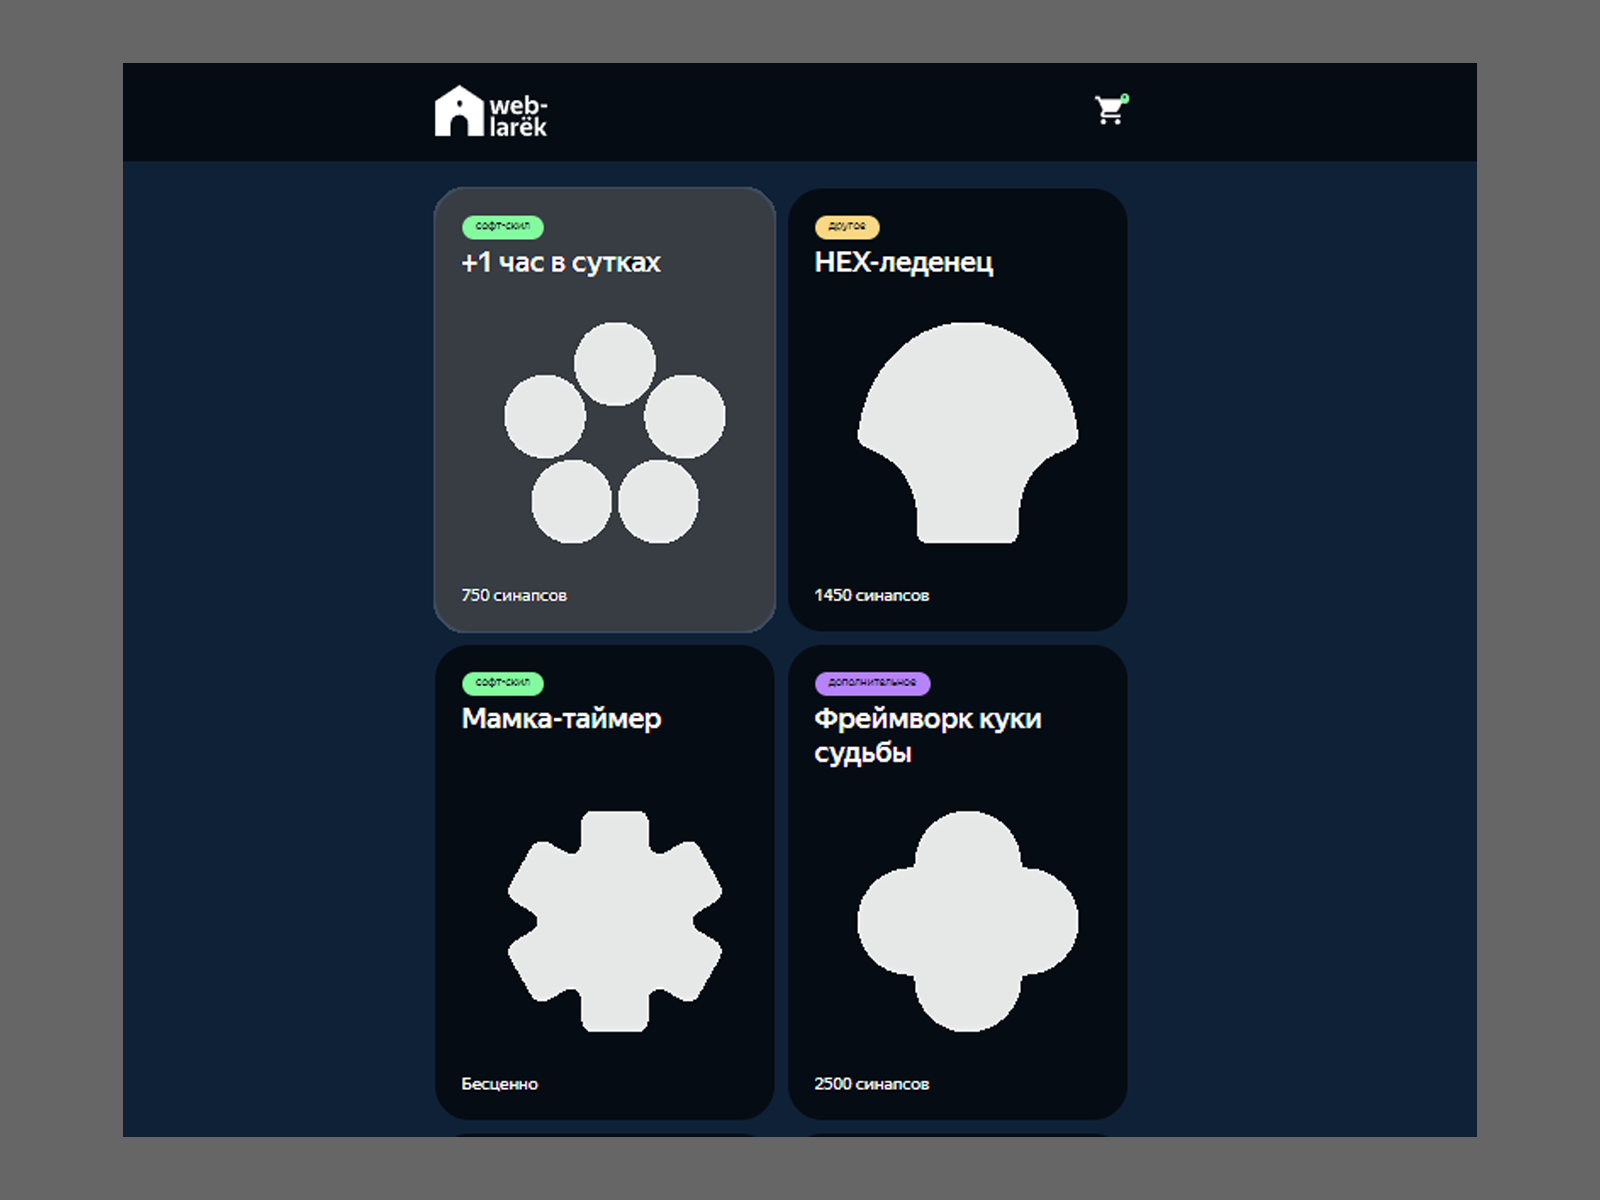 web-
larёk
софт-скил
+1 час в сутках
750 синапсов
другое
HEX-леденец
1450 синапсов
софт-скил
Мамка-таймер
Бесценно
дополнительное
Фреймворк куки
судьбы
2500 синапсов